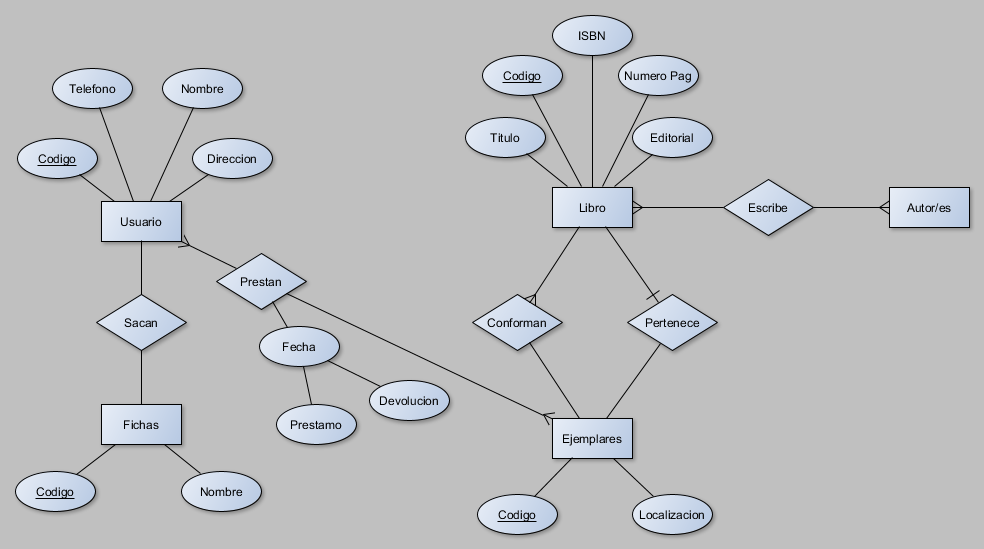 ISBN
Codigo
Numero Pag
Telefono
Nombre
Titulo
Editorial
Codigo
Direccion
Usuario
Libro
Escribe
Autor/es
Prestan
Sacan
Conforman
Pertenece
Fecha
Devolucion
Fichas
Prestamo
Ejemplares
Codigo
Nombre
Codigo
Localizacion